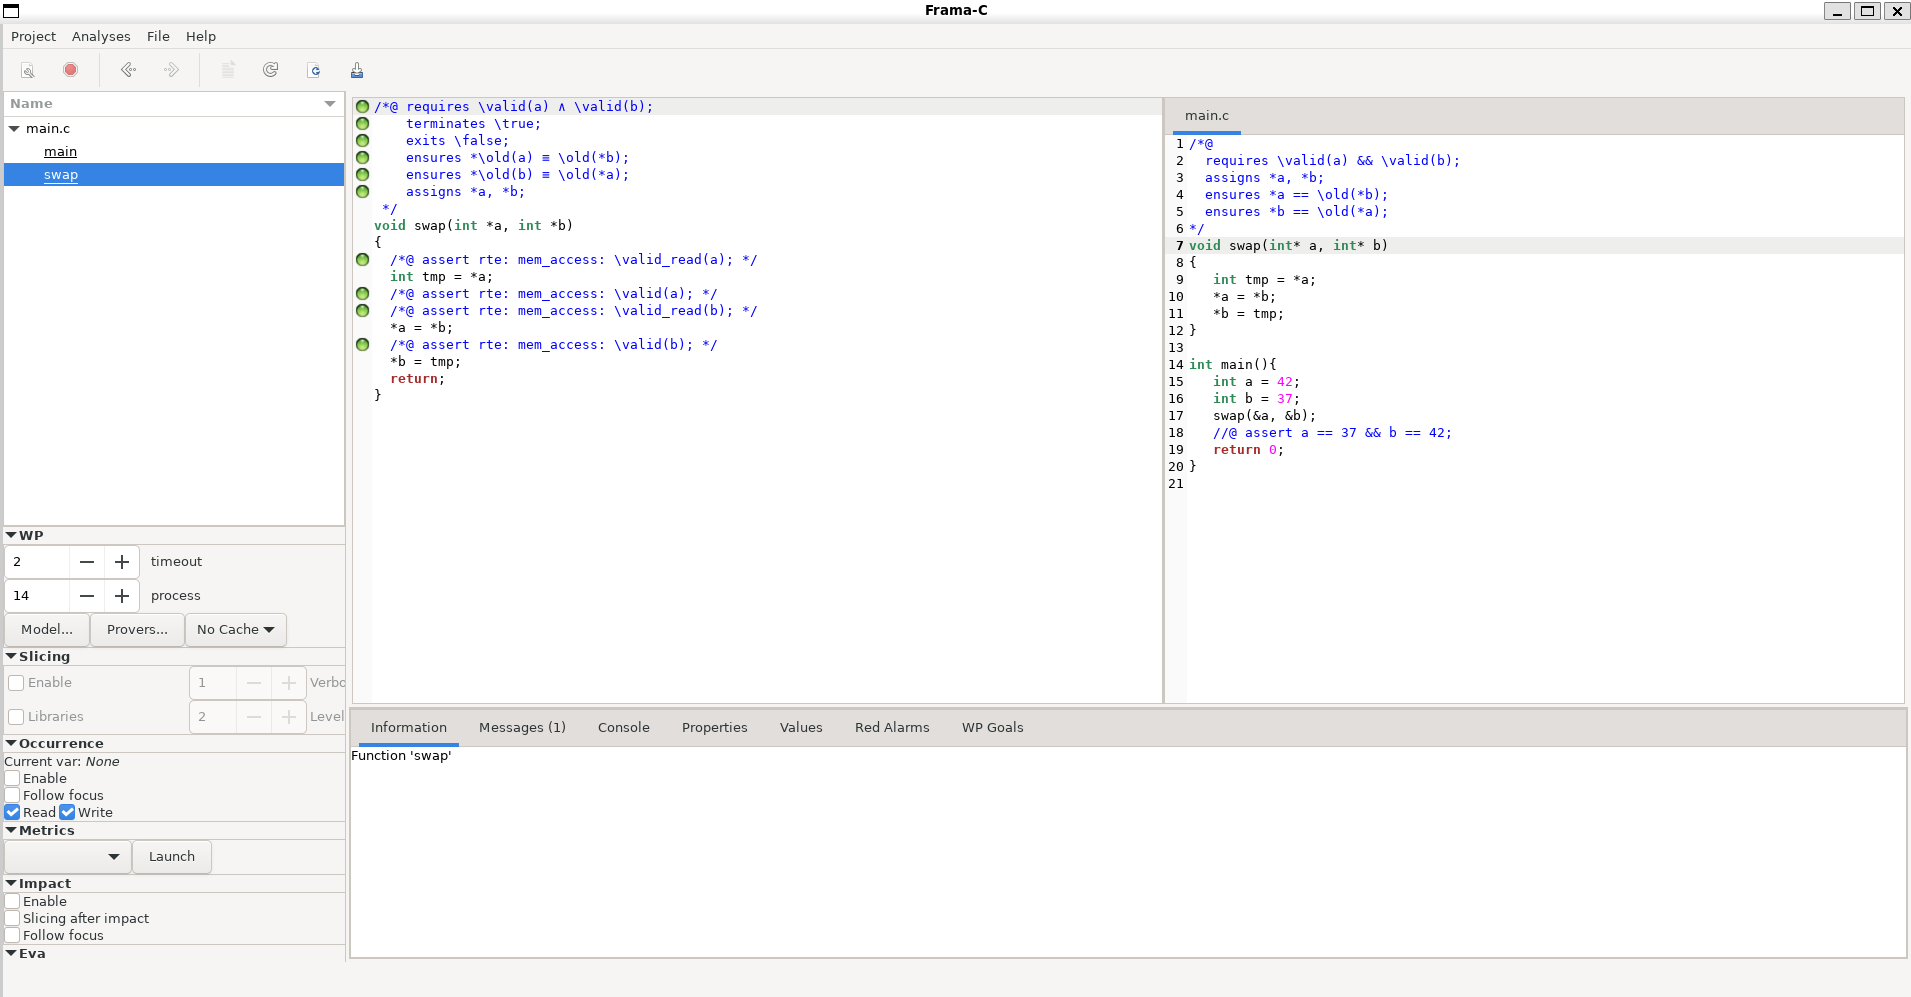 Frama-C
Project Analyses File Help
Name
main.c
main
swap
WP
2 timeout
14 process
Model... Provers... No Cache
Slicing
Enable 1 Verbo
Libraries 2 Level
Occurrence
Current var: None
Enable
Follow focus
Read Write
Metrics
Launch
Impact
Enable
Slicing after impact
Follow focus
Eva
/*@ requires \valid(a) ∧ \valid(b);
    terminates \true;
    exits \false;
    ensures *\old(a) ≡ \old(*b);
    ensures *\old(b) ≡ \old(*a);
    assigns *a, *b;
 */
void swap(int *a, int *b)
{
  /*@ assert rte: mem_access: \valid_read(a); */
  int tmp = *a;
  /*@ assert rte: mem_access: \valid(a); */
  /*@ assert rte: mem_access: \valid_read(b); */
  *a = *b;
  /*@ assert rte: mem_access: \valid(b); */
  *b = tmp;
  return;
}
main.c
1 /*@
2   requires \valid(a) && \valid(b);
3   assigns *a, *b;
4   ensures *a == \old(*b);
5   ensures *b == \old(*a);
6 */
7 void swap(int* a, int* b)
8 {
9    int tmp = *a;
10    *a = *b;
11    *b = tmp;
12 }
13
14 int main(){
15    int a = 42;
16    int b = 37;
17    swap(&a, &b);
18    //@ assert a == 37 && b == 42;
19    return 0;
20 }
21
Information Messages (1) Console Properties Values Red Alarms WP Goals
Function 'swap'